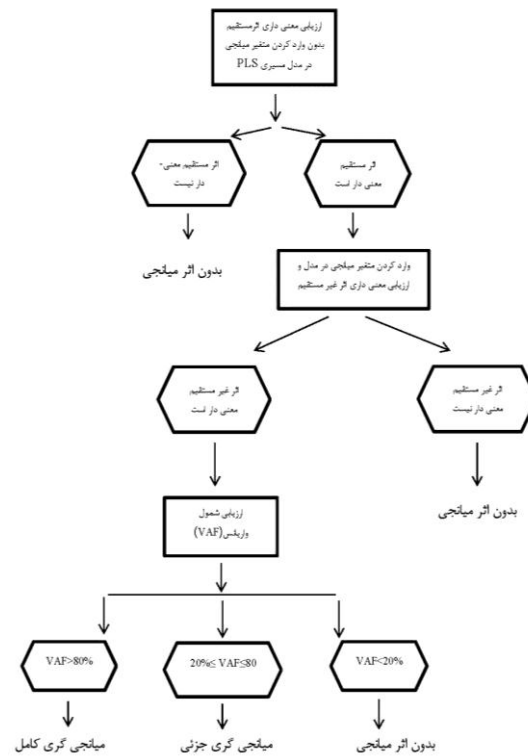 ارزیابی معنی داری اثرمستقیم
بدون وارد کردن متغیر میانجی
در مدل مسیری PLS
اثر مستقیم
معنی دار است
اثر مستقیم معنی-
دار نیست
بدون اثر میانجی
وارد کردن متغیر میانجی در مدل و
ارزیابی معنی داری اثر غیر مستقیم
اثر غیر مستقیم
معنی دار نیست
اثر غیر مستقیم
معنی دار است
بدون اثر میانجی
ارزیابی شمول
واریانس(VAF)
VAF<20%
20%≤ VAF≤80
VAF>80%
بدون اثر میانجی
میانجی گری جزئی
میانجی گری کامل